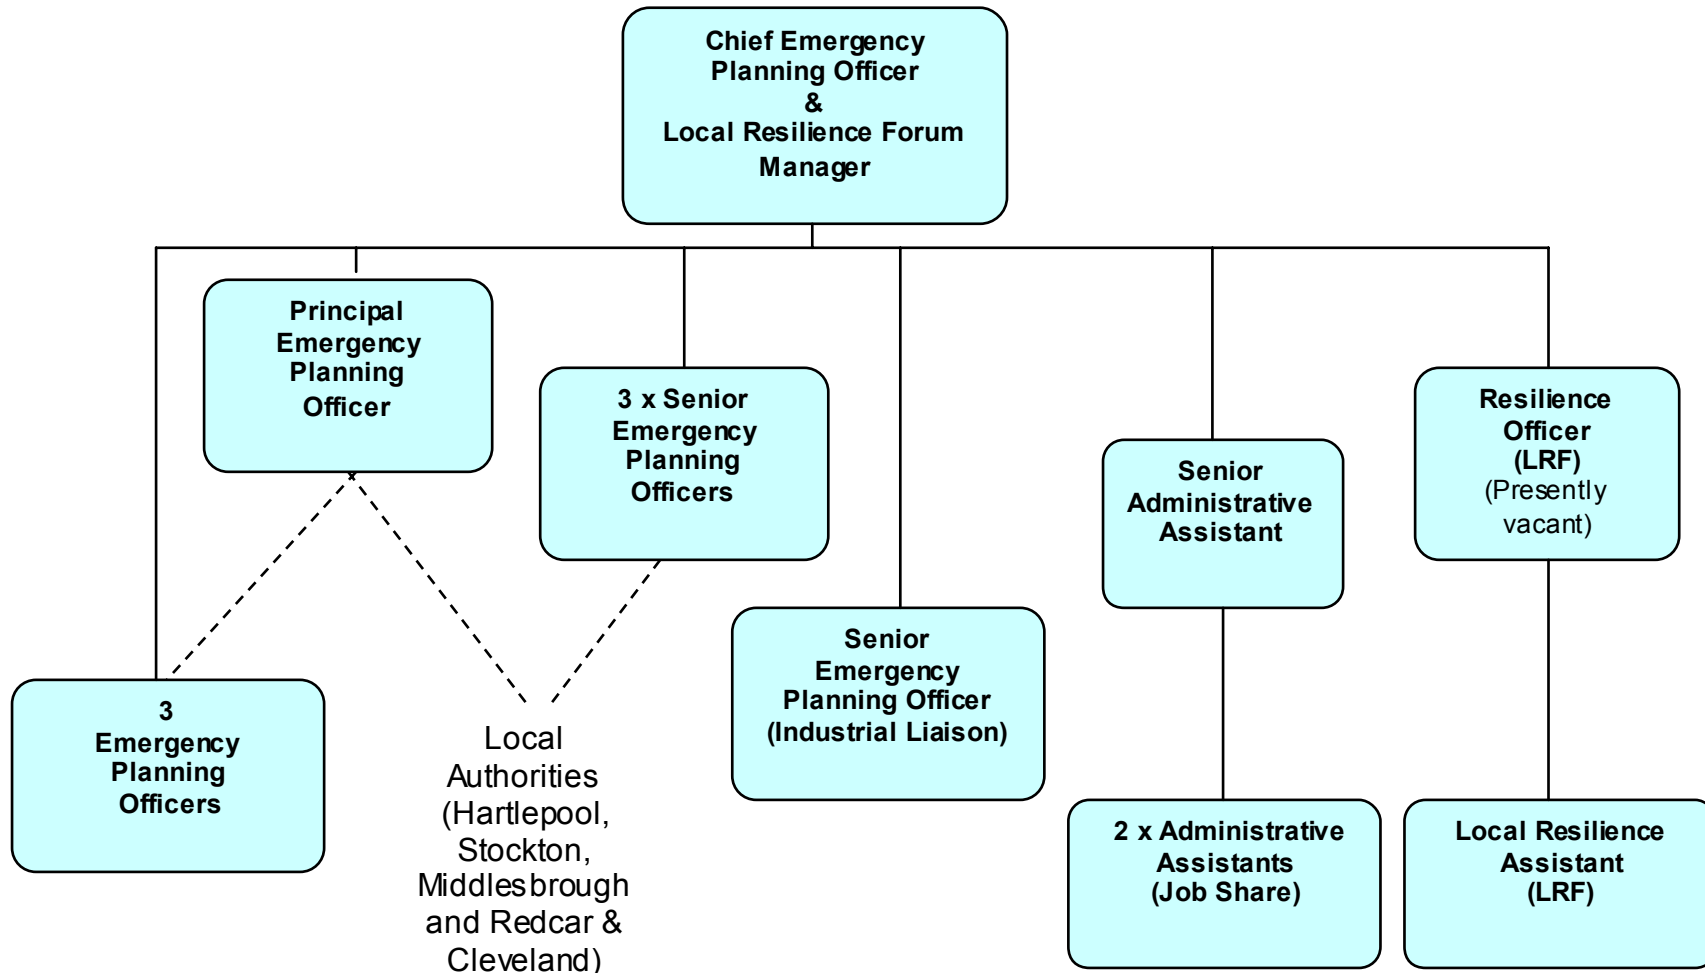 Chief Emergency
Planning Officer
&
Local Resilience Forum
Manager
Principal
Emergency
Planning
Officer
3 x Senior
Emergency
Planning
Officers
Resilience
Officer
(LRF)
(Presently
vacant)
Senior
Administrative
Assistant
Senior
Emergency
Planning Officer
(Industrial Liaison)
3
Emergency
Planning
Officers
Local
Authorities
(Hartlepool,
Stockton,
Middlesbrough
and Redcar &
Cleveland)
2 x Administrative
Assistants
(Job Share)
Local Resilience
Assistant
(LRF)